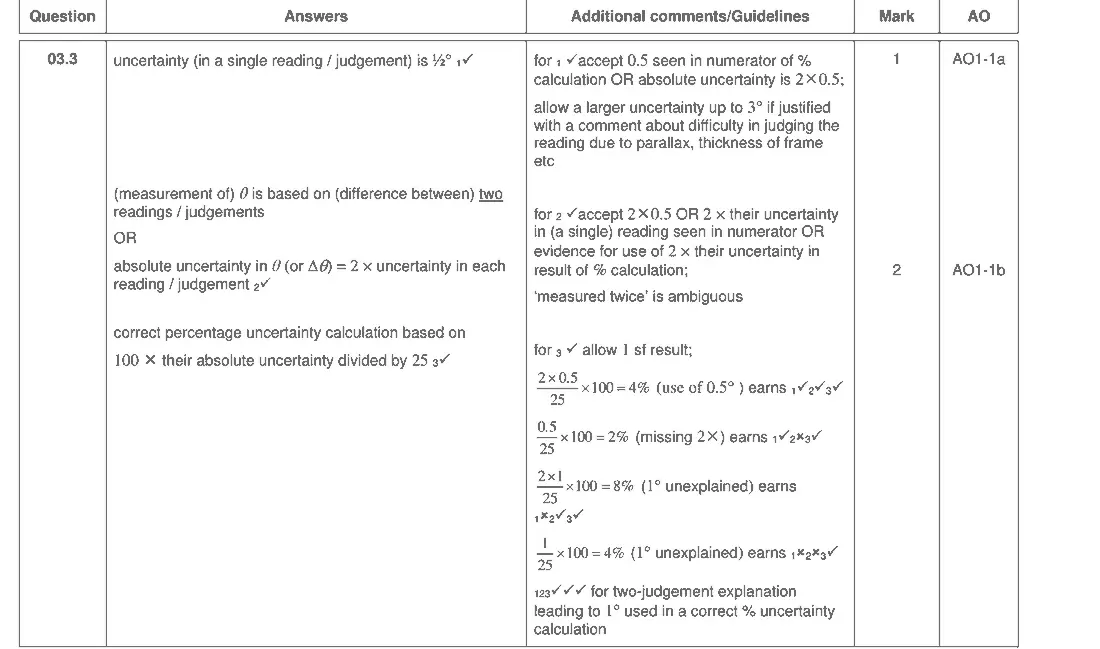 Question Answers Additional comments/Guidelines Mark AO
03.3
uncertainty (in a single reading / judgement) is ½° ₁✓
(measurement of) θ is based on (difference between) two
readings / judgements
OR
absolute uncertainty in θ (or Δθ) = 2 x uncertainty in each
reading / judgement ₂✓
correct percentage uncertainty calculation based on
100 × their absolute uncertainty divided by 25 ₃✓
for ₁ ✓accept 0.5 seen in numerator of %
calculation OR absolute uncertainty is 2×0.5;
allow a larger uncertainty up to 3° if justified
with a comment about difficulty in judging the
reading due to parallax, thickness of frame
etc
for ₂ ✓accept 2×0.5 OR 2 x their uncertainty
in (a single) reading seen in numerator OR
evidence for use of 2 x their uncertainty in
result of % calculation;
‘measured twice’ is ambiguous
for ₃ ✓ allow 1 sf result;
2×0.5
25
×100 = 4% (use of 0.5° ) earns ₁✓₂✓₃✓
0.5
25
×100 = 2% (missing 2×) earns ₁✓₂×₃✓
2×1
25
×100 = 8% (1° unexplained) earns
₁×₂✓₃✓
1
25
×100 = 4% (1° unexplained) earns ₁×₂×₃✓
₁₂₃✓✓✓ for two-judgement explanation
leading to 1° used in a correct % uncertainty
calculation
1
2
AO1-1a
AO1-1b